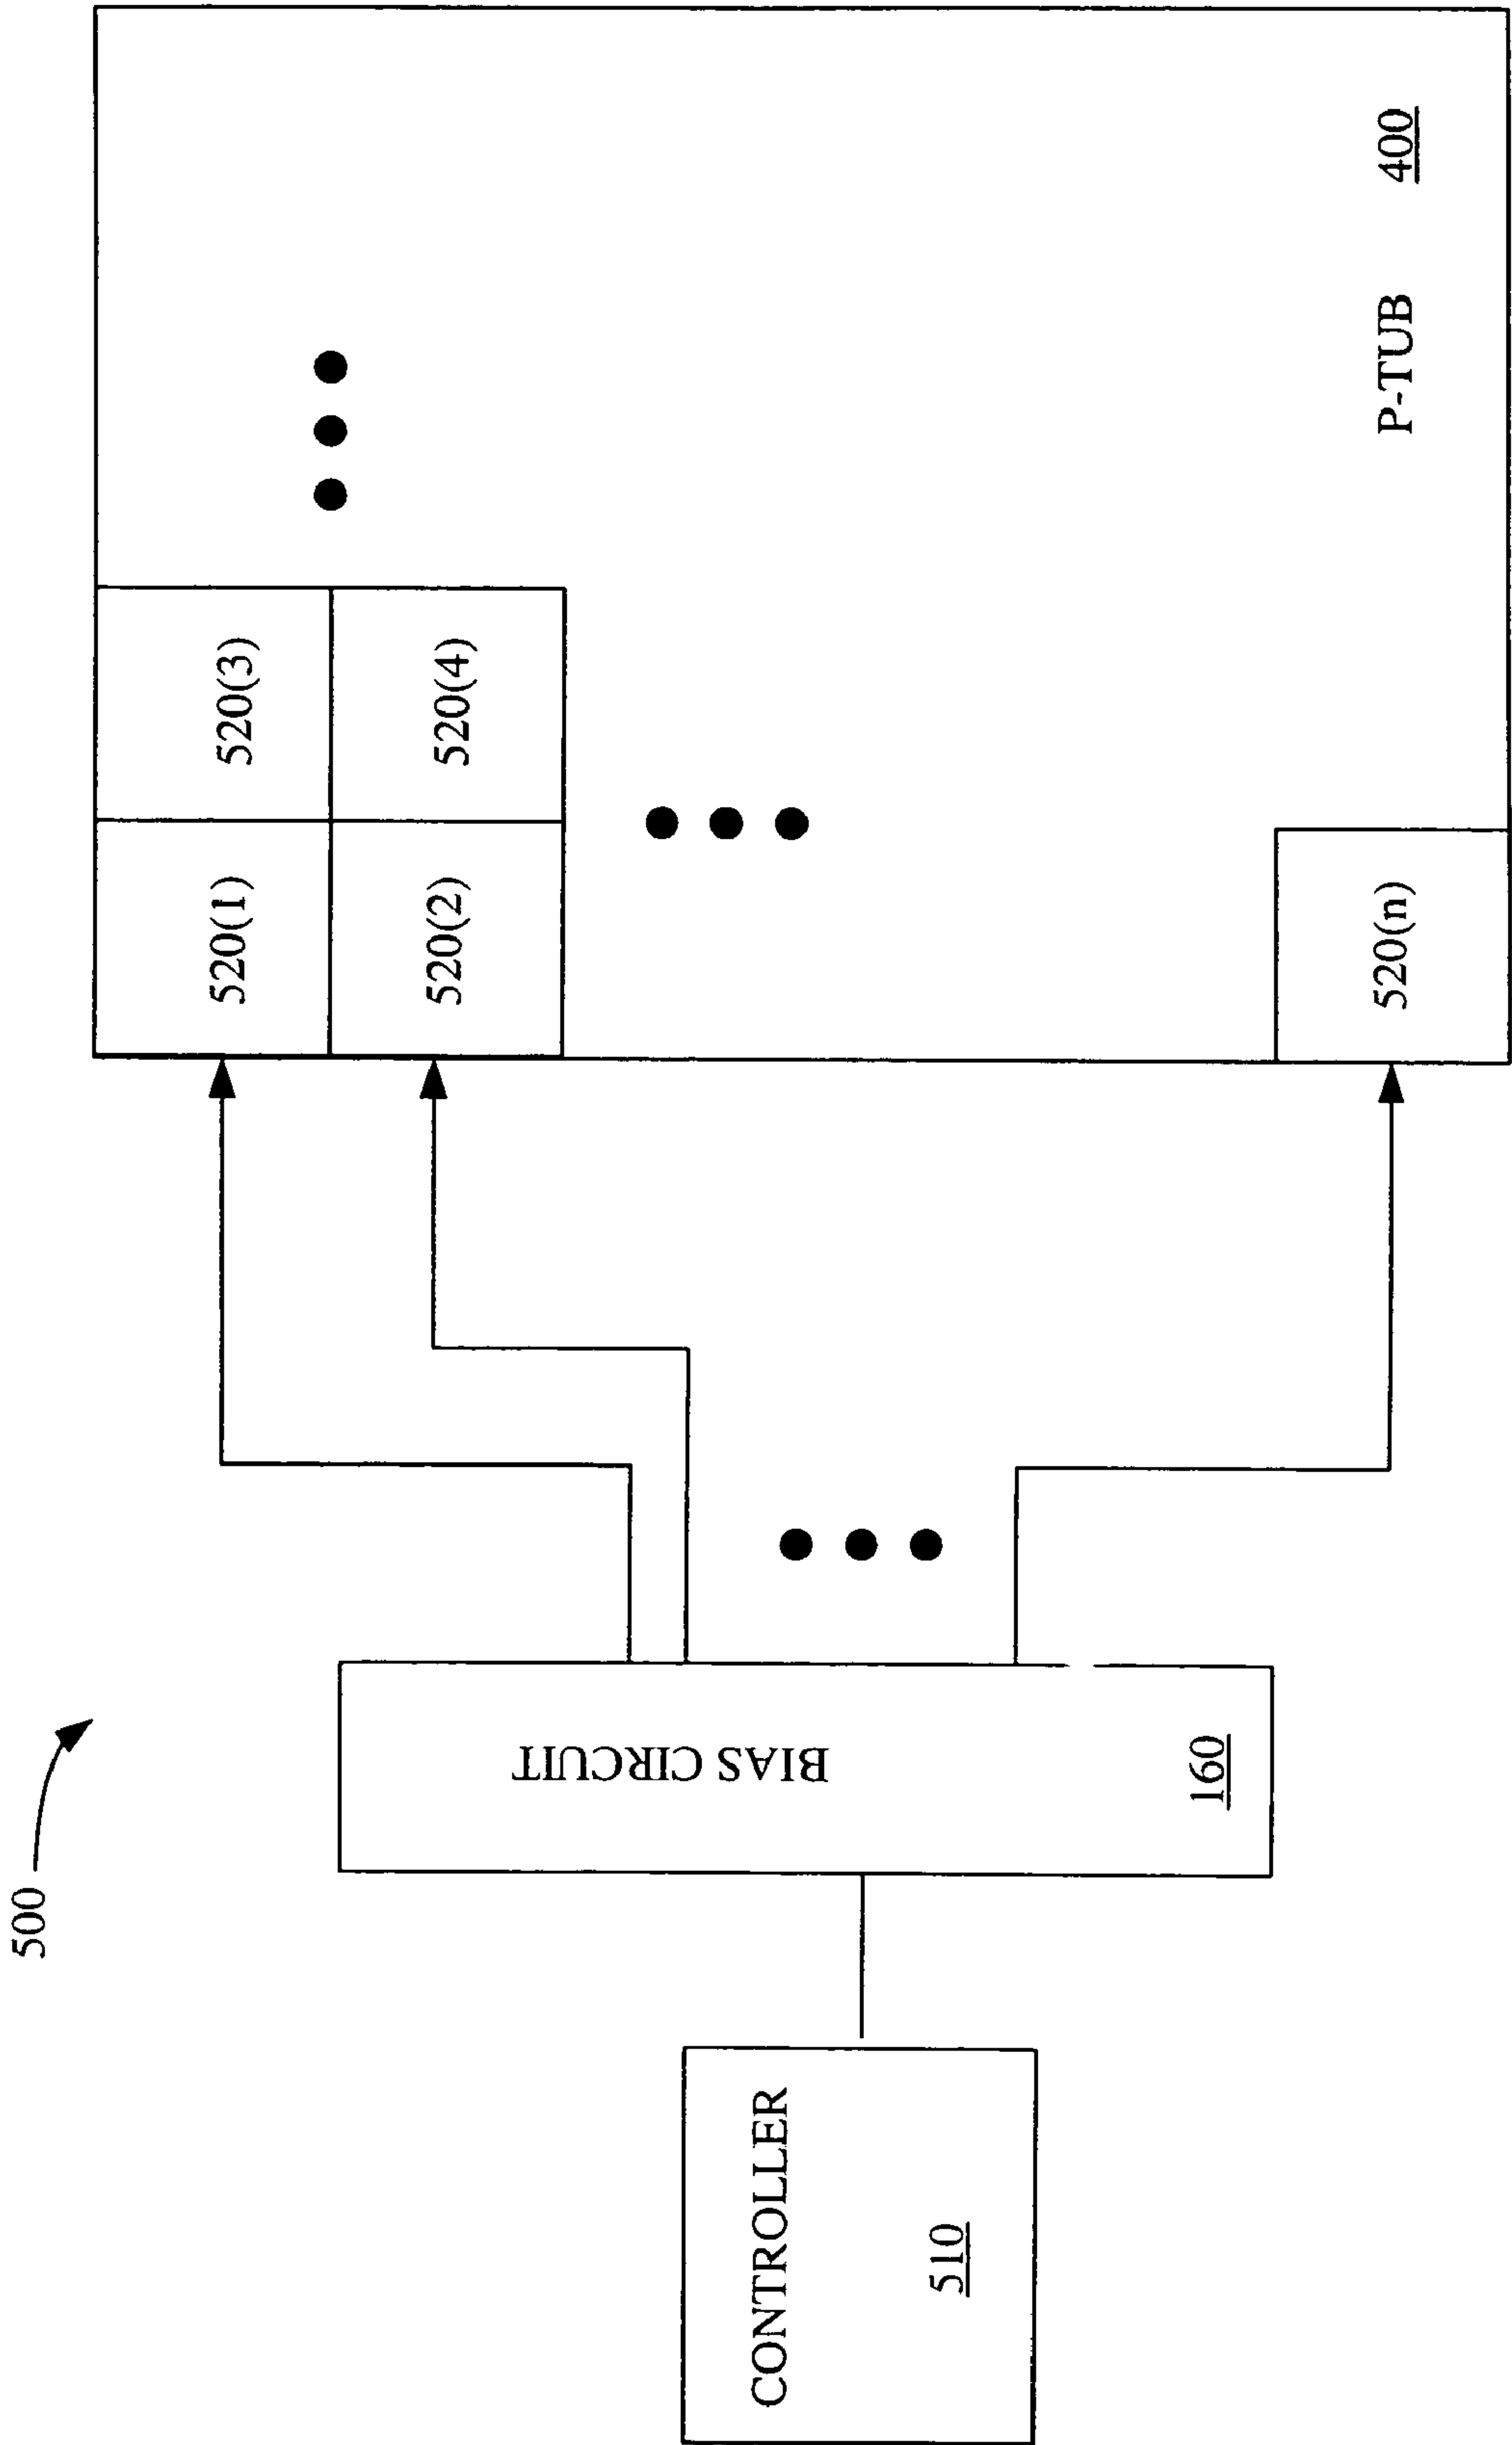 500
CONTROLLER
510
BIAS CIRCUIT
160
520(1)
520(3)
520(2)
520(4)
520(n)
P-TUB
400